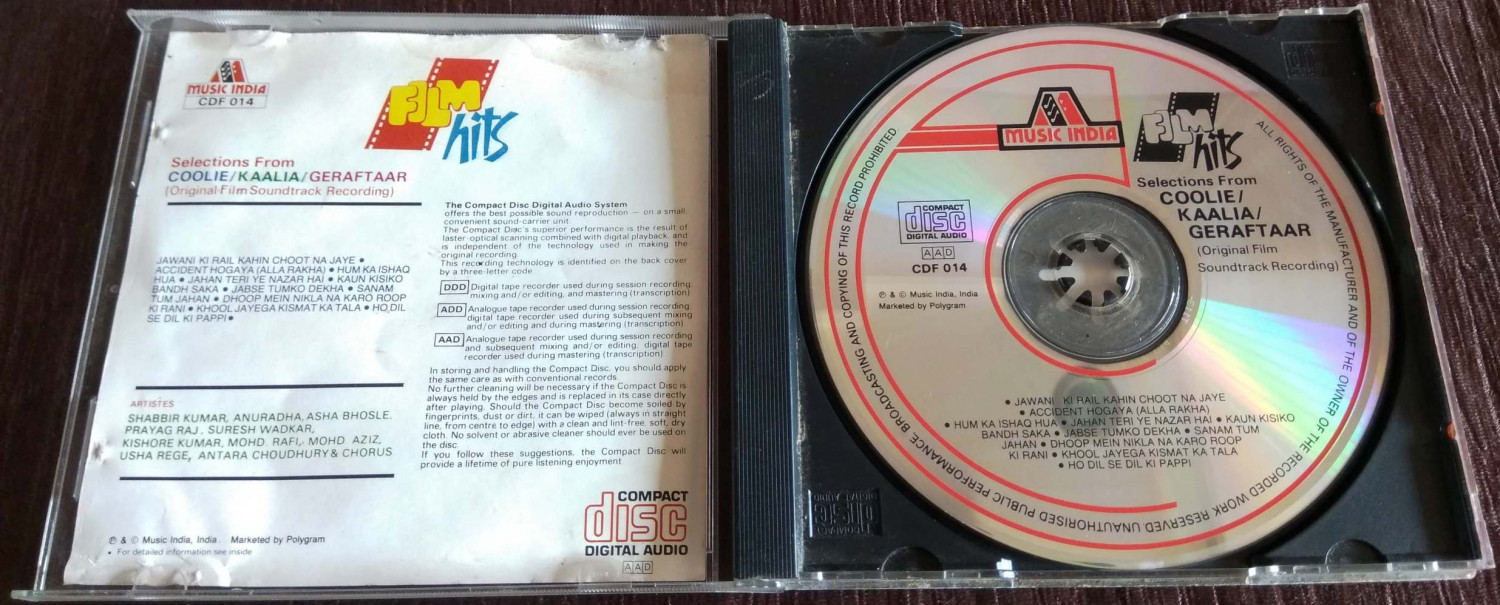 MUSIC INDIA
CDF 014
FILM
hits
Selections From
COOLIE/KAALIA/GERAFTAAR
(Original Film Soundtrack Recording)
JAWANI KI RAIL KAHIN CHOOT NA JAYE •
ACCIDENT HOGAYA (ALLA RAKHA) • HUM KA ISHAQ
HUA • JAHAN TERI YE NAZAR HAI • KAUN KISIKO
BANDH SAKA • JABSE TUMKO DEKHA • SANAM
TUM JAHAN • DHOOP MEIN NIKLA NA KARO ROOP
KI RANI • KHOOL JAYEGA KISMAT KA TALA • HO DIL
SE DIL KI PAPPI •
ARTISTES
SHABBIR KUMAR, ANURADHA, ASHA BHOSLE,
PRAYAG RAJ, SURESH WADKAR,
KISHORE KUMAR, MOHD. RAFI, MOHD. AZIZ,
USHA REGE, ANTARA CHOUDHURY & CHORUS
℗ & © Music India, India. Marketed by Polygram
• For detailed information see inside
The Compact Disc Digital Audio System
offers the best possible sound reproduction — on a small,
convenient sound-carrier unit.
The Compact Disc's superior performance is the result of
laster-optical scanning combined with digital playback, and
is independent of the technology used in making the
original recording.
This recording technology is identified on the back cover
by a three-letter code
DDD Digital tape recorder used during session recording,
mixing and/or editing, and mastering (transcription)
ADD Analogue tape recorder used during session recording,
digital tape recorder used during subsequent mixing
and/or editing and during mastering (transcription)
AAD Analogue tape recorder used during session recording
and subsequent mixing and/or editing, digital tape
recorder used during mastering (transcription)
In storing and handling the Compact Disc, you should apply
the same care as with conventional records.
No further cleaning will be necessary if the Compact Disc is
always held by the edges and is replaced in its case directly
after playing. Should the Compact Disc become soiled by
fingerprints, dust or dirt, it can be wiped (always in straight
line, from centre to edge) with a clean and lint-free, soft, dry
cloth. No solvent or abrasive cleaner should ever be used on
the disc.
If you follow these suggestions, the Compact Disc will
provide a lifetime of pure listening enjoyment.
COMPACT
disc
DIGITAL AUDIO
AAD
MUSIC INDIA
FILM
hits
Selections From
COOLIE/
KAALIA/
GERAFTAAR
(Original Film
Soundtrack Recording)
COMPACT
disc
DIGITAL AUDIO
AAD
CDF 014
℗ & © Music India, India
Marketed by Polygram
• JAWANI KI RAIL KAHIN CHOOT NA JAYE
• ACCIDENT HOGAYA (ALLA RAKHA)
• HUM KA ISHAQ HUA • JAHAN TERI YE NAZAR HAI • KAUN KISIKO
BANDH SAKA • JABSE TUMKO DEKHA • SANAM TUM
JAHAN • DHOOP MEIN NIKLA NA KARO ROOP
KI RANI • KHOOL JAYEGA KISMAT KA TALA
• HO DIL SE DIL KI PAPPI
ALL RIGHTS OF THE MANUFACTURER AND OF THE OWNER OF THE RECORDED WORK RESERVED UNAUTHORISED PUBLIC PERFORMANCE BROADCASTING AND COPYING OF THIS RECORD PROHIBITED
COMPACT
disc
DIGITAL AUDIO